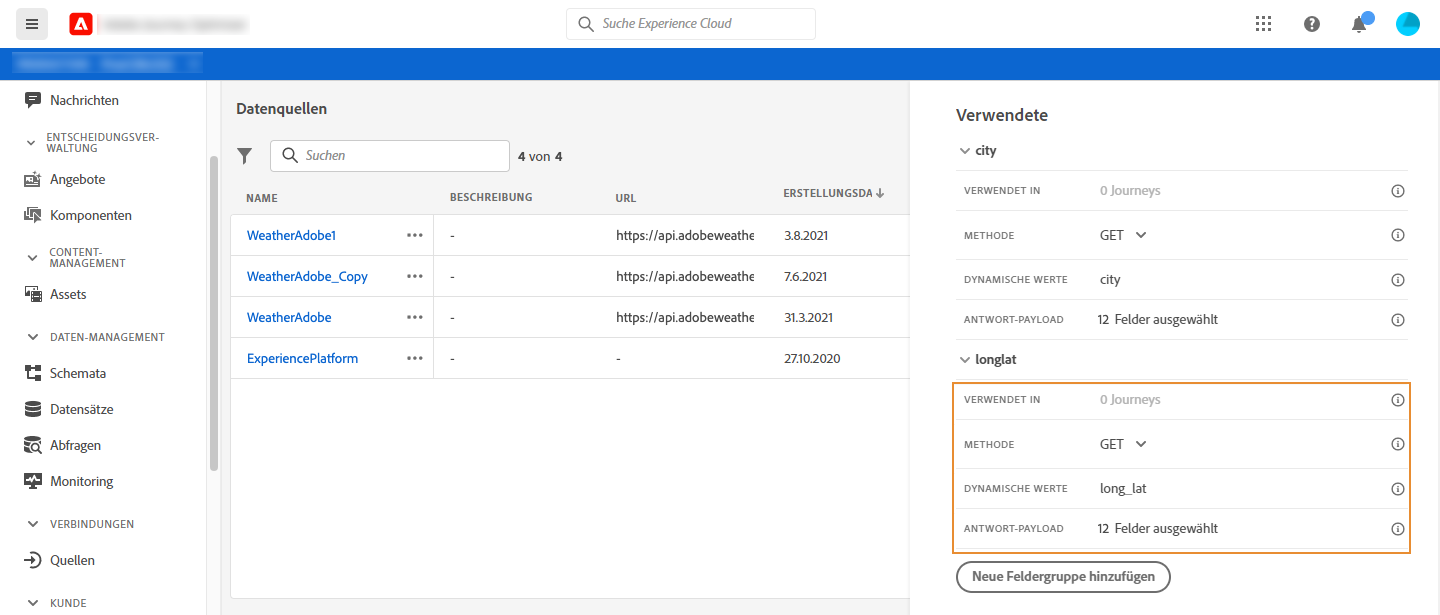 Suche Experience Cloud
Nachrichten
ENTSCHEIDUNGSVER-
WALTUNG
Angebote
Komponenten
CONTENT-
MANAGEMENT
Assets
DATEN-MANAGEMENT
Schemata
Datensätze
Abfragen
Monitoring
VERBINDUNGEN
Quellen
KUNDE
Datenquellen
Suchen
4 von 4
NAME BESCHREIBUNG URL ERSTELLUNGSDA
WeatherAdobe1 ••• - https://api.adobeweathe 3.8.2021
WeatherAdobe_Copy ••• - https://api.adobeweathe 7.6.2021
WeatherAdobe ••• - https://api.adobeweathe 31.3.2021
ExperiencePlatform ••• - - 27.10.2020
Verwendete
city
VERWENDET IN 0 Journeys
METHODE GET
DYNAMISCHE WERTE city
ANTWORT-PAYLOAD 12 Felder ausgewählt
longlat
VERWENDET IN 0 Journeys
METHODE GET
DYNAMISCHE WERTE long_lat
ANTWORT-PAYLOAD 12 Felder ausgewählt
Neue Feldergruppe hinzufügen